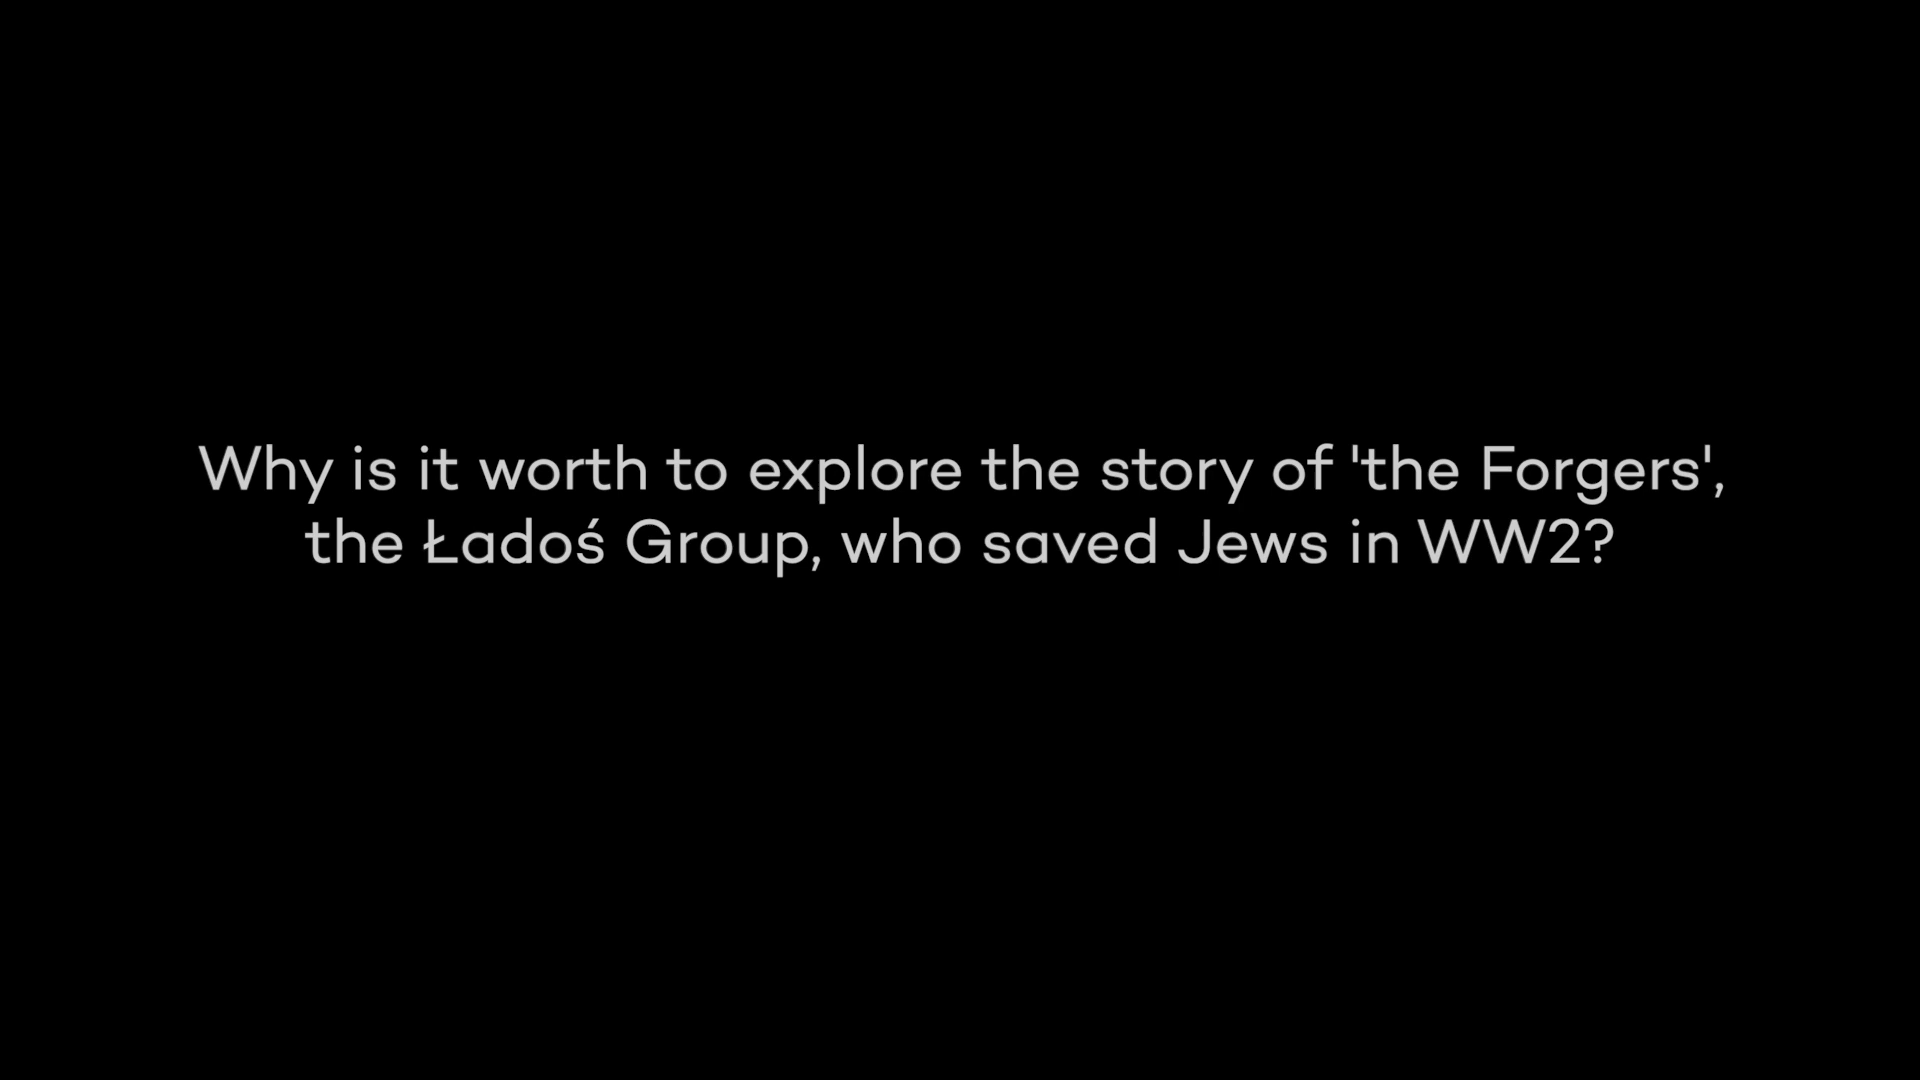 Why is it worth to explore the story of 'the Forgers',
the Ładoś Group, who saved Jews in WW2?